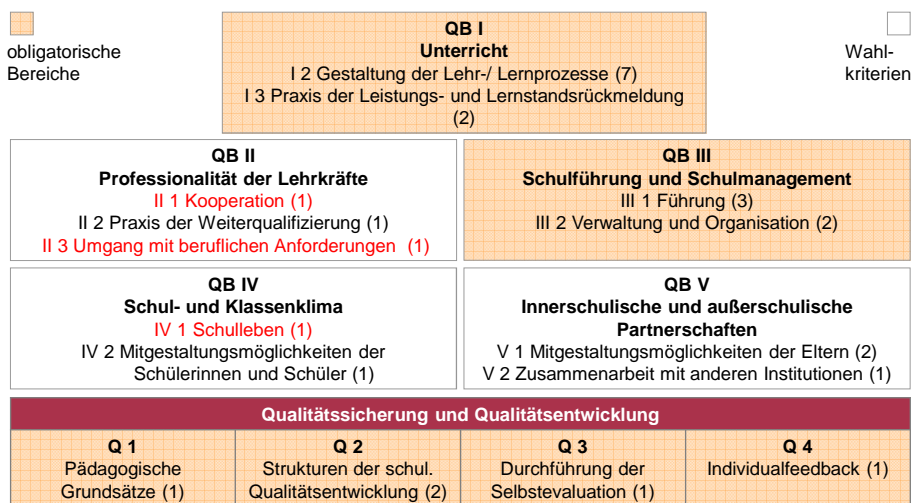 obligatorische
Bereiche
QB I
Unterricht
I 2 Gestaltung der Lehr-/ Lernprozesse (7)
I 3 Praxis der Leistungs- und Lernstandsrückmeldung
(2)
Wahl-
kriterien
QB II
Professionalität der Lehrkräfte
II 1 Kooperation (1)
II 2 Praxis der Weiterqualifizierung (1)
II 3 Umgang mit beruflichen Anforderungen (1)
QB III
Schulführung und Schulmanagement
III 1 Führung (3)
III 2 Verwaltung und Organisation (2)
QB IV
Schul- und Klassenklima
IV 1 Schulleben (1)
IV 2 Mitgestaltungsmöglichkeiten der
Schülerinnen und Schüler (1)
QB V
Innerschulische und außerschulische
Partnerschaften
V 1 Mitgestaltungsmöglichkeiten der Eltern (2)
V 2 Zusammenarbeit mit anderen Institutionen (1)
Qualitätssicherung und Qualitätsentwicklung
Q 1
Pädagogische
Grundsätze (1)
Q 2
Strukturen der schul.
Qualitätsentwicklung (2)
Q 3
Durchführung der
Selbstevaluation (1)
Q 4
Individualfeedback (1)